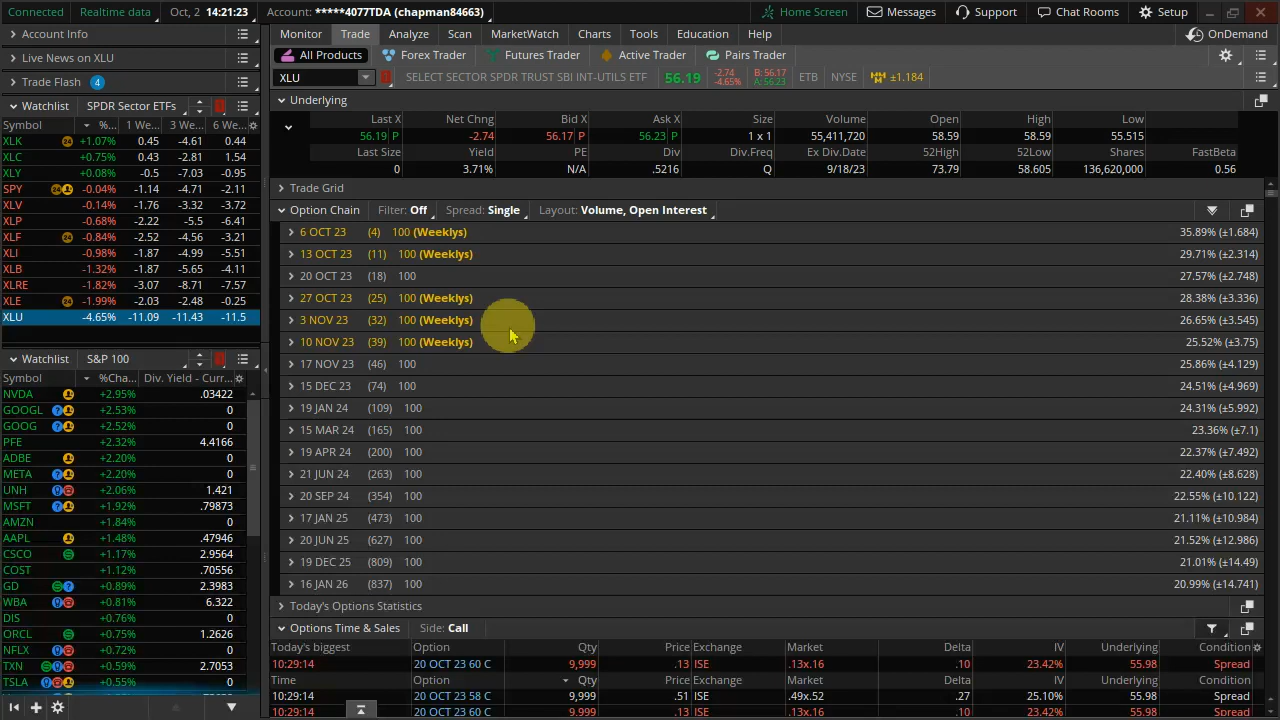 Connected Realtime data Oct, 2 14:21:23 Account: *****4077TDA (chapman84663) Home Screen Messages Support Chat Rooms Setup
Account Info
Live News on XLU
Trade Flash 4
Watchlist SPDR Sector ETFs
Symbol %... 1 We... 3 We... 6 We...
XLK 24 +1.07% 0.45 -4.61 0.44
XLC +0.75% 0.43 -2.81 1.54
XLY +0.08% -0.5 -7.03 -0.95
SPY 24 -0.04% -1.14 -4.71 -2.11
XLV -0.14% -1.76 -3.32 -3.72
XLP -0.68% -2.22 -5.5 -6.41
XLF 24 -0.84% -2.52 -4.56 -3.21
XLI -0.98% -1.87 -4.99 -5.51
XLB -1.32% -1.87 -5.65 -4.11
XLRE -1.82% -3.07 -8.71 -7.57
XLE 24 -1.99% -2.03 -2.48 -0.25
XLU -4.65% -11.09 -11.43 -11.5
Watchlist S&P 100
Symbol %Cha... Div. Yield - Curr...
NVDA +2.95% .03422
GOOGL +2.53% 0
GOOG +2.52% 0
PFE +2.32% 4.4166
ADBE +2.20% 0
META +2.20% 0
UNH +2.06% 1.421
MSFT +1.92% .79873
AMZN +1.84% 0
AAPL +1.48% .47946
CSCO +1.17% 2.9564
COST +1.12% .70556
GD +0.89% 2.3983
WBA +0.81% 6.322
DIS +0.76% 0
ORCL +0.75% 1.2626
NFLX +0.72% 0
TXN +0.59% 2.7053
TSLA +0.55% 0
Monitor Trade Analyze Scan MarketWatch Charts Tools Education Help OnDemand
All Products Forex Trader Futures Trader Active Trader Pairs Trader
XLU SELECT SECTOR SPDR TRUST SBI INT-UTILS ETF 56.19 -2.74 -4.65% B: 56.17 A: 56.23 ETB NYSE ±1.184
Underlying
Last X Net Chng Bid X Ask X Size Volume Open High Low
56.19 P -2.74 56.17 P 56.23 P 1 x 1 55,411,720 58.59 58.59 55.515
Last Size Yield PE Div Div.Freq Ex Div.Date 52High 52Low Shares FastBeta
0 3.71% N/A .5216 Q 9/18/23 73.79 58.605 136,620,000 0.56
Trade Grid
Option Chain Filter: Off Spread: Single Layout: Volume, Open Interest
6 OCT 23 (4) 100 (Weeklys) 35.89% (±1.684)
13 OCT 23 (11) 100 (Weeklys) 29.71% (±2.314)
20 OCT 23 (18) 100 27.57% (±2.748)
27 OCT 23 (25) 100 (Weeklys) 28.38% (±3.336)
3 NOV 23 (32) 100 (Weeklys) 26.65% (±3.545)
10 NOV 23 (39) 100 (Weeklys) 25.52% (±3.75)
17 NOV 23 (46) 100 25.86% (±4.129)
15 DEC 23 (74) 100 24.51% (±4.969)
19 JAN 24 (109) 100 24.31% (±5.992)
15 MAR 24 (165) 100 23.36% (±7.1)
19 APR 24 (200) 100 22.37% (±7.492)
21 JUN 24 (263) 100 22.40% (±8.628)
20 SEP 24 (354) 100 22.55% (±10.122)
17 JAN 25 (473) 100 21.11% (±10.984)
20 JUN 25 (627) 100 21.52% (±12.986)
19 DEC 25 (809) 100 21.01% (±14.49)
16 JAN 26 (837) 100 20.99% (±14.741)
Today's Options Statistics
Options Time & Sales Side: Call
Today's biggest Option Qty Price Exchange Market Delta IV Underlying Condition
10:29:14 20 OCT 23 60 C 9,999 .13 ISE .13x.16 .10 23.42% 55.98 Spread
Time Option Qty Price Exchange Market Delta IV Underlying Condition
10:29:14 20 OCT 23 58 C 9,999 .51 ISE .49x.52 .27 25.10% 55.98 Spread
10:29:14 20 OCT 23 60 C 9,999 .13 ISE .13x.16 .10 23.42% 55.98 Spread